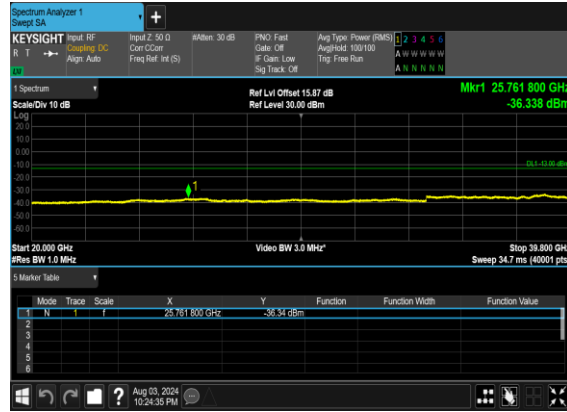 Spectrum Analyzer 1
Swept SA
+
KEYSIGHT Input: RF Input Z: 50 Ω #Atten: 30 dB PNO: Fast Avg Type: Power (RMS) 1 2 3 4 5 6
R T Coupling: DC Corr CCorr Gate: Off Avg|Hold: 100/100 A W W W W W
Align: Auto Freq Ref: Int (S) IF Gain: Low Trig: Free Run
Sig Track: Off A N N N N N
1 Spectrum Ref Lvl Offset 15.87 dB Mkr1 25.761 800 GHz
Scale/Div 10 dB Ref Level 30.00 dBm -36.338 dBm
Log
20.0
10.0
0.00
-10.0 DL1 -13.00 dBm
-20.0
1
-30.0
-40.0
-50.0
-60.0
Start 20.000 GHz Video BW 3.0 MHz* Stop 39.800 GHz
#Res BW 1.0 MHz Sweep 34.7 ms (40001 pts)
5 Marker Table
Mode Trace Scale X Y Function Function Width Function Value
1 N 1 f 25.761 800 GHz -36.34 dBm
2
3
4
5
6
? Aug 03, 2024
10:24:35 PM